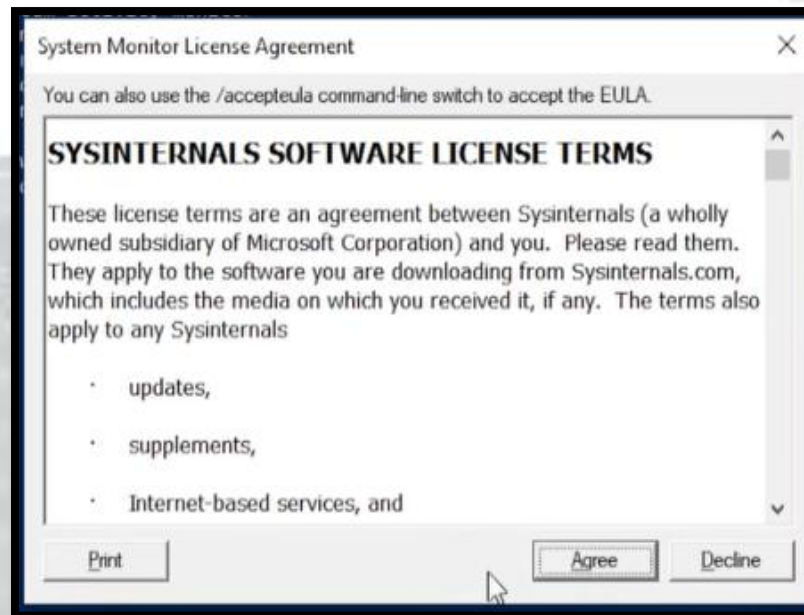 System Monitor License Agreement
You can also use the /accepteula command-line switch to accept the EULA.
SYSINTERNALS SOFTWARE LICENSE TERMS
These license terms are an agreement between Sysinternals (a wholly
owned subsidiary of Microsoft Corporation) and you. Please read them.
They apply to the software you are downloading from Sysinternals.com,
which includes the media on which you received it, if any. The terms also
apply to any Sysinternals
· updates,
· supplements,
· Internet-based services, and
Print Agree Decline